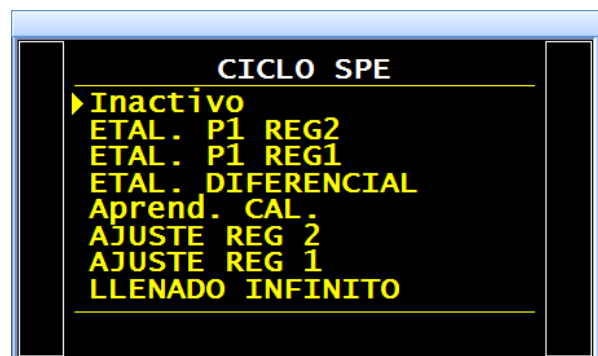 CICLO SPE
Inactivo
ETAL. P1 REG2
ETAL. P1 REG1
ETAL. DIFERENCIAL
Aprend. CAL.
AJUSTE REG 2
AJUSTE REG 1
LLENADO INFINITO